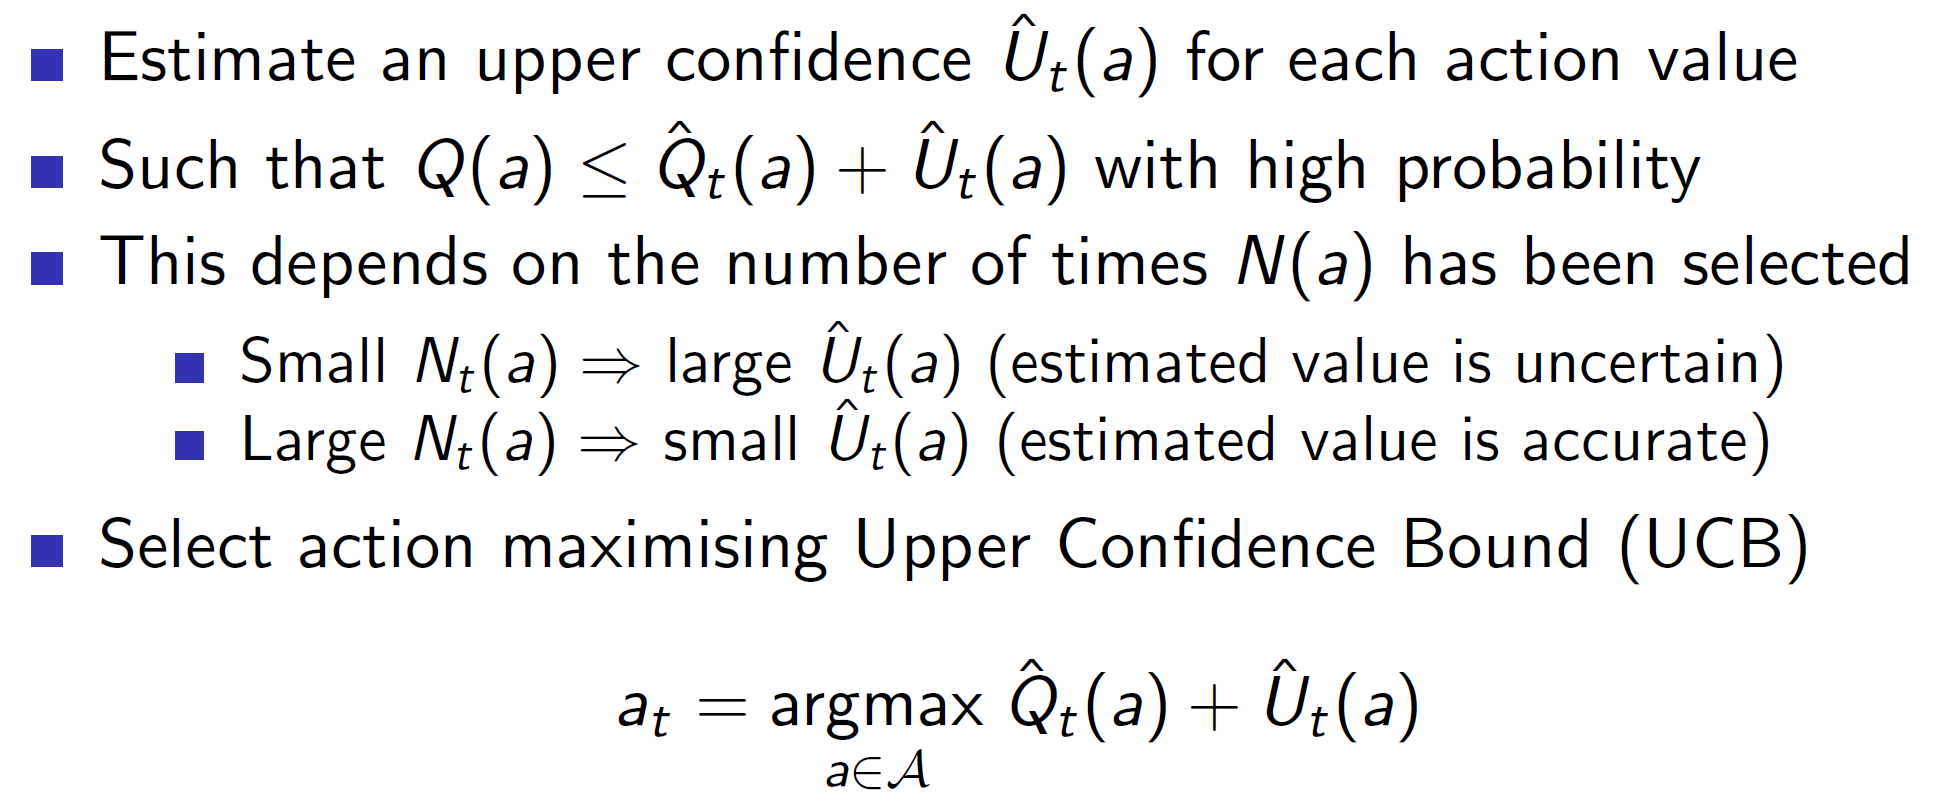 Estimate an upper confidence Û_t(a) for each action value
Such that Q(a) ≤ Q̂_t(a) + Û_t(a) with high probability
This depends on the number of times N(a) has been selected
Small N_t(a) ⇒ large Û_t(a) (estimated value is uncertain)
Large N_t(a) ⇒ small Û_t(a) (estimated value is accurate)
Select action maximising Upper Confidence Bound (UCB)
a_t = argmax Q̂_t(a) + Û_t(a)
a∈𝒜